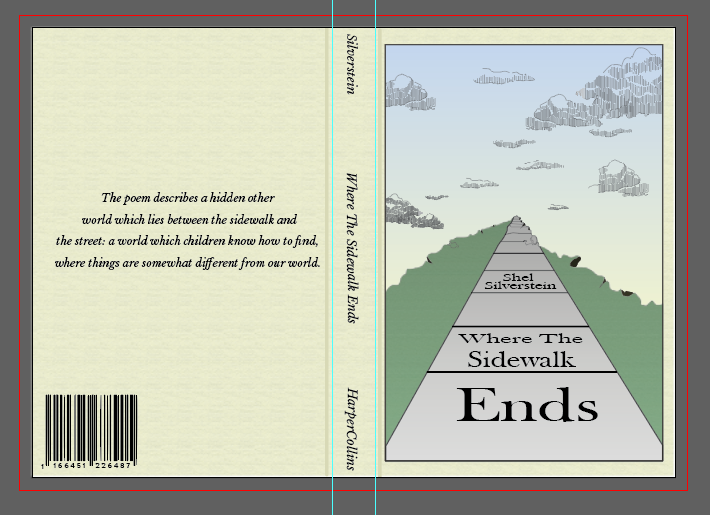 The poem describes a hidden other
world which lies between the sidewalk and
the street: a world which children know how to find,
where things are somewhat different from our world.
1 166451 226487
Silverstein
Where The Sidewalk Ends
HarperCollins
Shel
Silverstein
Where The
Sidewalk
Ends